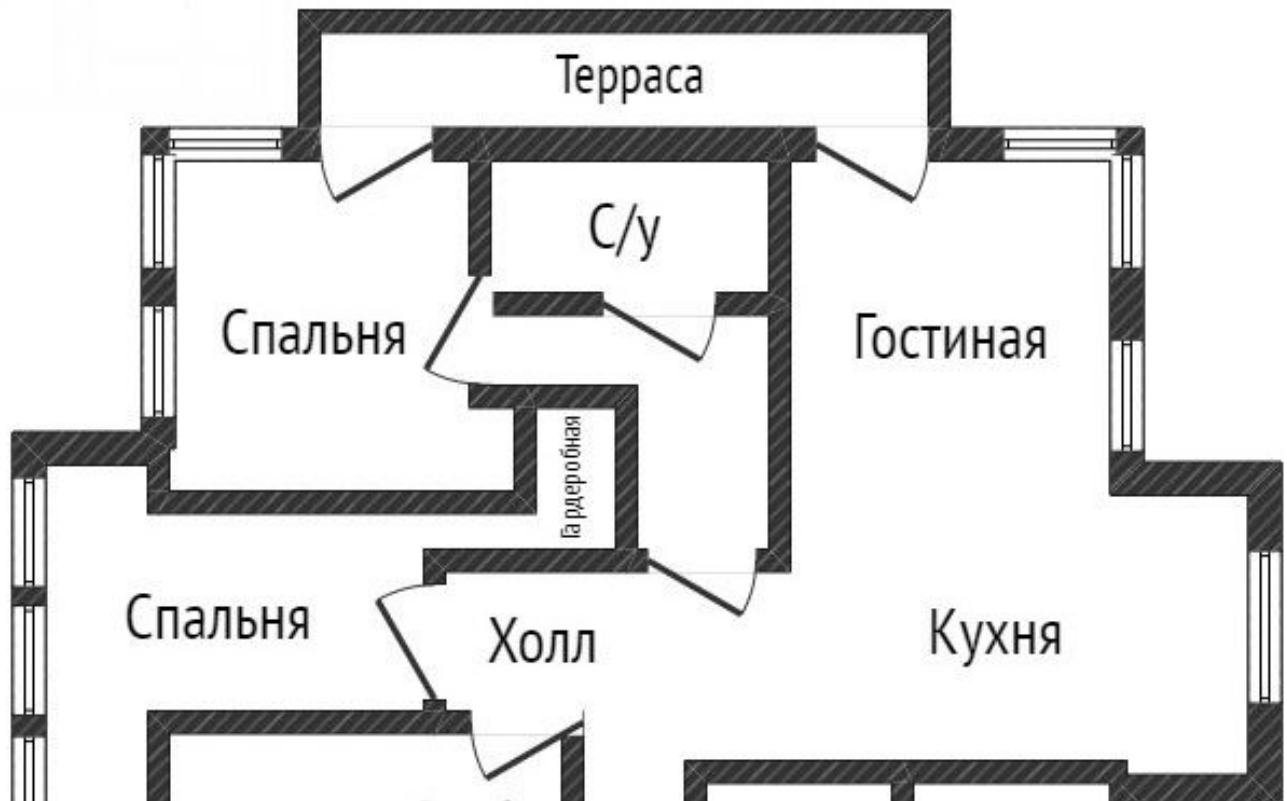 Терраса
С/у
Спальня
Гостиная
Гардеробная
Спальня
Холл
Кухня